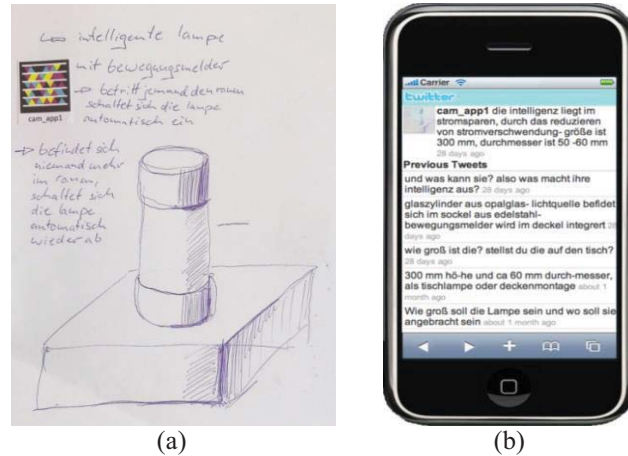 intelligente lampe
mit bewegungsmelder
cam_app1
→ betritt jemand den raum
schaltet sich die lampe
automatisch ein
→ befindet sich
niemand mehr
im raum,
schaltet sich
die lampe
automatisch
wieder ab
(a)
Carrier
twitter
cam_app1 die intelligenz liegt im
stromsparen, durch das reduzieren
von stromverschwendung- größe ist
300 mm, durchmesser ist 50 -60 mm
28 days ago
Previous Tweets
und was kann sie? also was macht ihre
intelligenz aus? 28 days ago
glaszylinder aus opalglas- lichtquelle befidet
sich im sockel aus edelstahl-
bewegungsmelder wird im deckel integrert 28
days ago
wie groß ist die? stellst du die auf den tisch?
28 days ago
300 mm hö-he und ca 60 mm durch-messer,
als tischlampe oder deckenmontage about 1
month ago
Wie groß soll die Lampe sein und wo soll sie
angebracht sein about 1 month ago
(b)